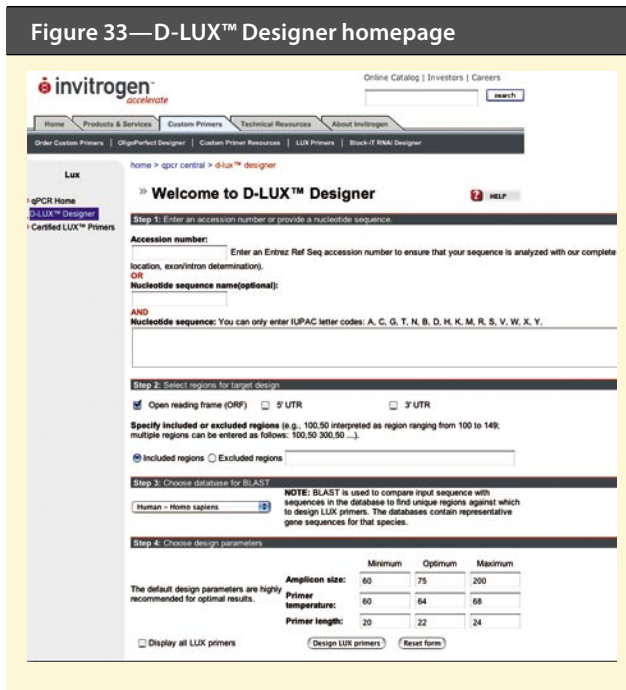 Figure 33—D-LUX™ Designer homepage
invitrogen™
accelerate
Online Catalog | Investors | Careers
search
Home Products & Services Custom Primers Technical Resources About Invitrogen
Order Custom Primers | OligoPerfect Designer | Custom Primer Resources | LUX Primers | Block-iT RNAi Designer
Lux
qPCR Home
D-LUX™ Designer
Certified LUX™ Primers
home > qpcr central > d-lux™ designer
» Welcome to D-LUX™ Designer
? HELP
Step 1: Enter an accession number or provide a nucleotide sequence.
Accession number:
Enter an Entrez Ref Seq accession number to ensure that your sequence is analyzed with our complete
location, exon/intron determination).
OR
Nucleotide sequence name(optional):
AND
Nucleotide sequence: You can only enter IUPAC letter codes: A, C, G, T, N, B, D, H, K, M, R, S, V, W, X, Y.
Step 2: Select regions for target design
Open reading frame (ORF) 5' UTR 3' UTR
Specify included or excluded regions (e.g., 100,50 interpreted as region ranging from 100 to 149;
multiple regions can be entered as follows: 100,50 300,50 ...).
Included regions Excluded regions
Step 3: Choose database for BLAST
Human - Homo sapiens
NOTE: BLAST is used to compare input sequence with
sequences in the database to find unique regions against which
to design LUX primers. The databases contain representative
gene sequences for that species.
Step 4: Choose design parameters
Minimum Optimum Maximum
The default design parameters are highly
recommended for optimal results.
Amplicon size: 60 75 200
Primer
temperature: 60 64 68
Primer length: 20 22 24
Display all LUX primers
Design LUX primers Reset form